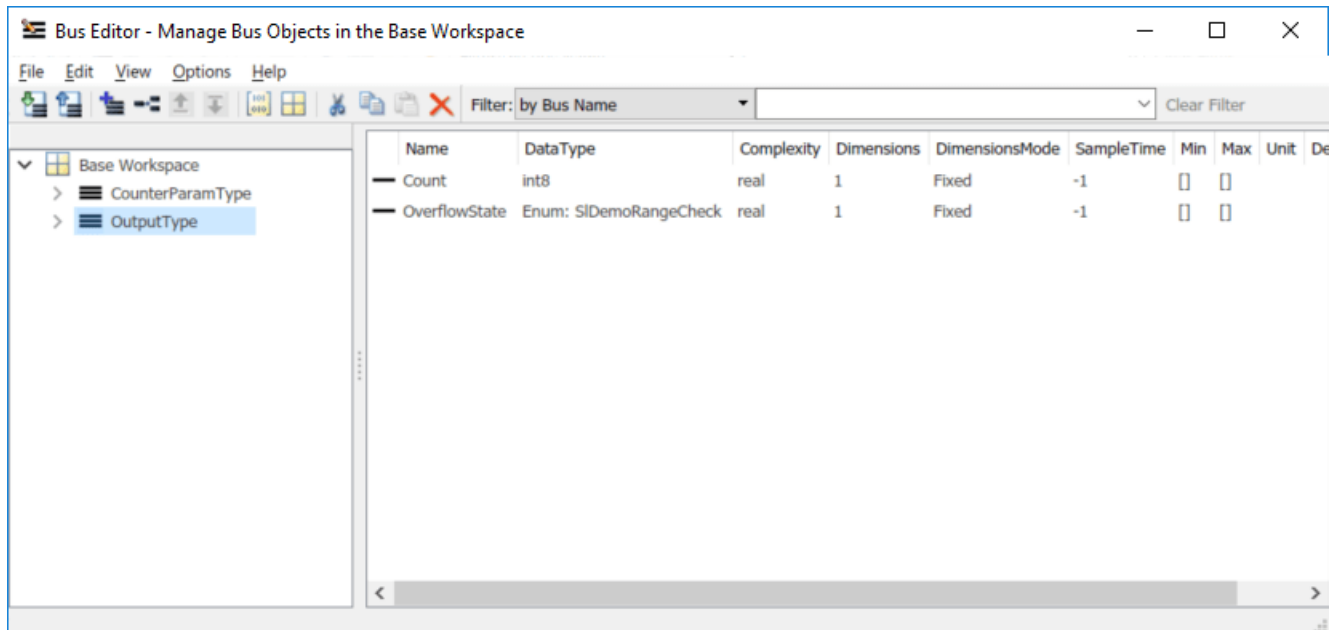 Bus Editor - Manage Bus Objects in the Base Workspace
File Edit View Options Help
Filter: by Bus Name Clear Filter
Base Workspace
CounterParamType
OutputType
Name DataType Complexity Dimensions DimensionsMode SampleTime Min Max Unit De
Count int8 real 1 Fixed -1 [] []
OverflowState Enum: SlDemoRangeCheck real 1 Fixed -1 [] []